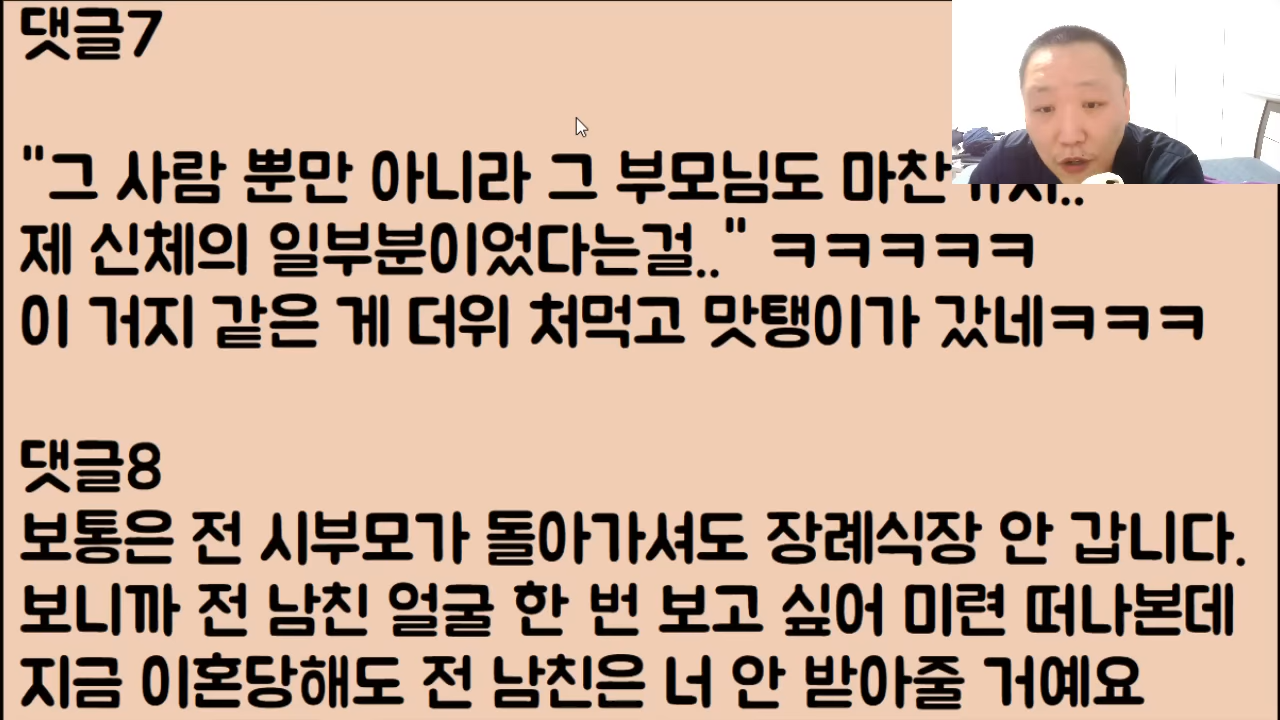 댓글7
"그 사람 뿐만 아니라 그 부모님도 마찬
제 신체의 일부분이었다는걸.." ㅋㅋㅋㅋㅋ
이 거지 같은 게 더위 처먹고 맛탱이가 갔네ㅋㅋㅋ
댓글8
보통은 전 시부모가 돌아가셔도 장례식장 안 갑니다.
보니까 전 남친 얼굴 한 번 보고 싶어 미련 떠나본데
지금 이혼당해도 전 남친은 너 안 받아줄 거예요